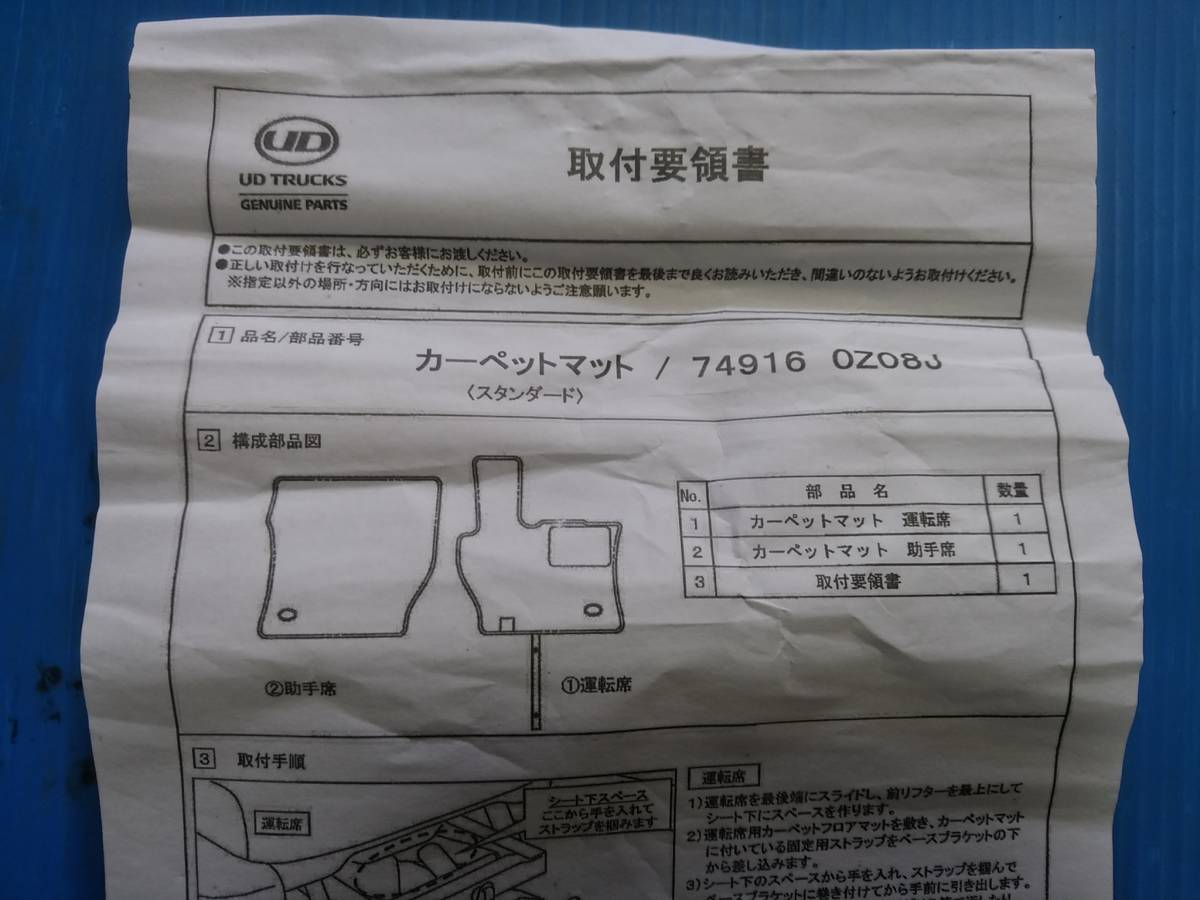 UD
UD TRUCKS
GENUINE PARTS
取付要領書
●この取付要領書は、必ずお客様にお渡しください。
●正しい取付けを行なっていただくために、取付前にこの取付要領書を最後まで良くお読みいただき、間違いのないようお取付けください。
※指定以外の場所・方向にはお取付けにならないようご注意願います。
1 品名/部品番号
カーペットマット / 74916 0Z08J
〈スタンダード〉
2 構成部品図
No. 部品名 数量
1 カーペットマット 運転席 1
2 カーペットマット 助手席 1
3 取付要領書 1
②助手席
①運転席
3 取付手順
運転席
シート下スペース
ここから手を入れて
ストラップを掴みます
運転席
1)運転席を最後端にスライドし、前リフターを最上にして
シート下にスペースを作ります。
2)運転席用カーペットフロアマットを敷き、カーペットマット
に付いている固定用ストラップをベースブラケットの下
から差し込みます。
3)シート下のスペースから手を入れ、ストラップを掴んで
ベースブラケットに巻き付けてから手前に引き出します。